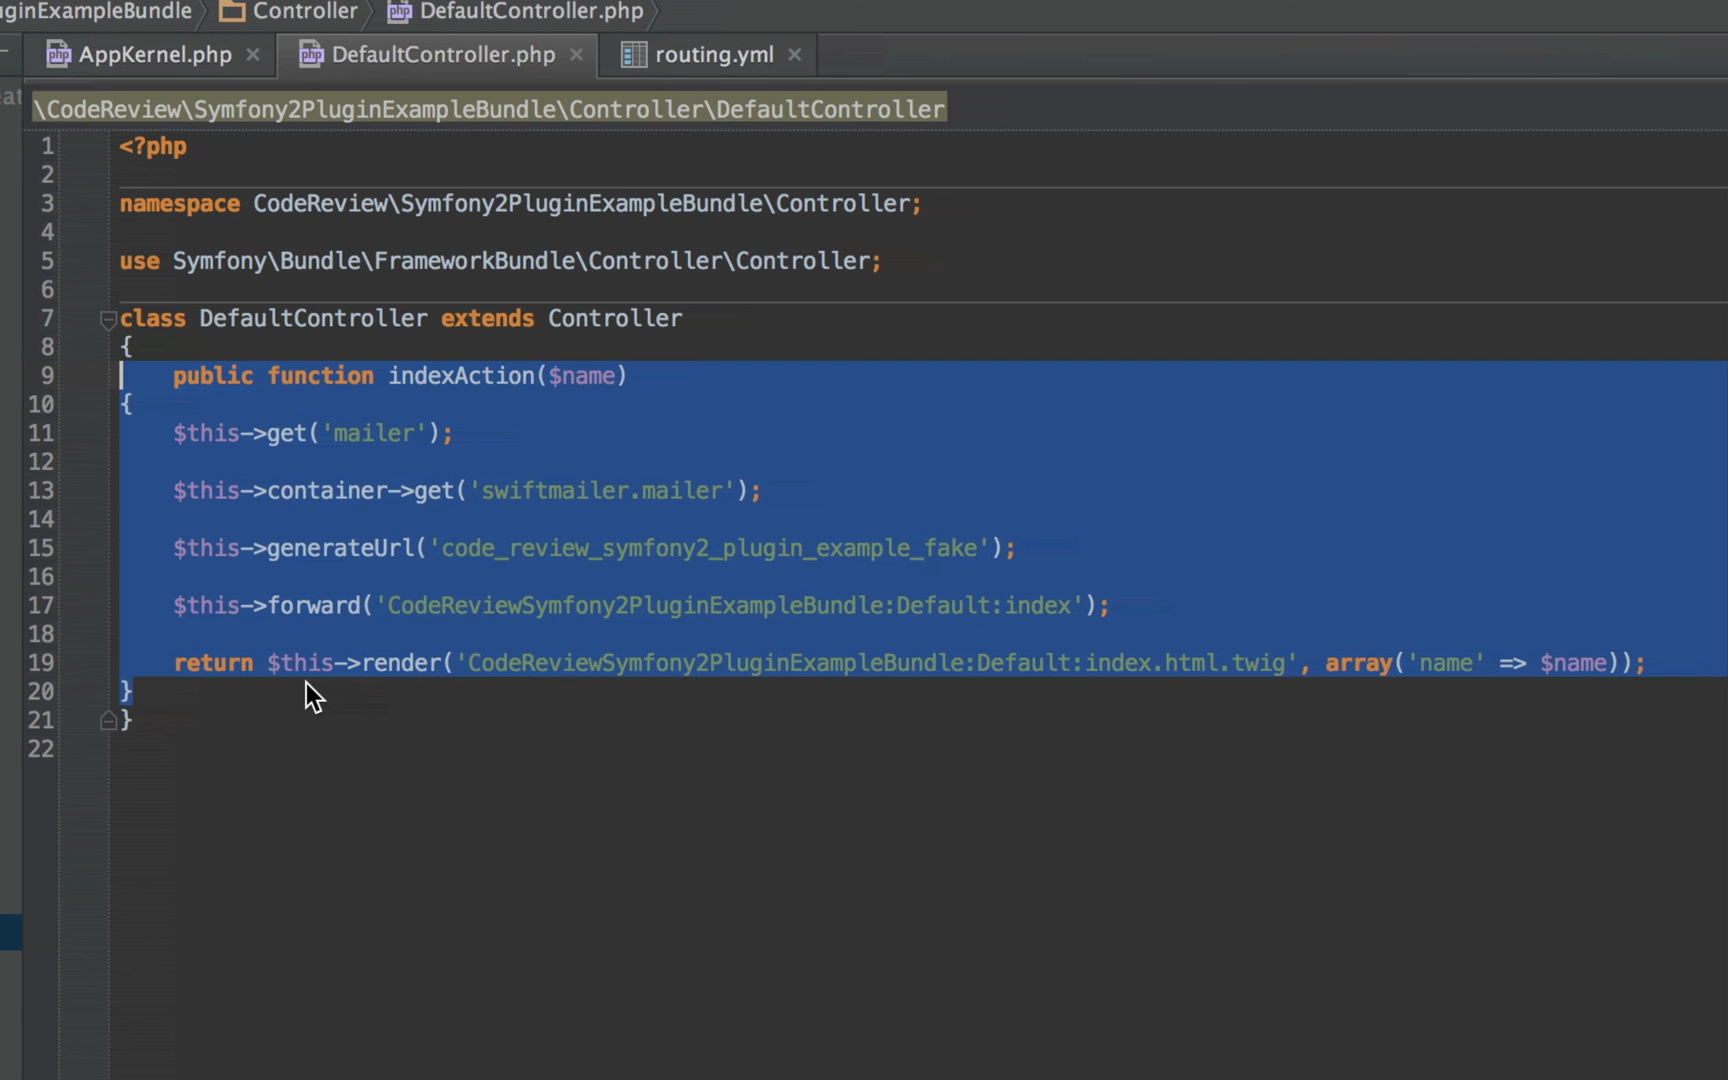 uginExampleBundle Controller DefaultController.php
AppKernel.php DefaultController.php routing.yml
\CodeReview\Symfony2PluginExampleBundle\Controller\DefaultController
1 <?php
2
3 namespace CodeReview\Symfony2PluginExampleBundle\Controller;
4
5 use Symfony\Bundle\FrameworkBundle\Controller\Controller;
6
7 class DefaultController extends Controller
8 {
9 public function indexAction($name)
10 {
11 $this->get('mailer');
12
13 $this->container->get('swiftmailer.mailer');
14
15 $this->generateUrl('code_review_symfony2_plugin_example_fake');
16
17 $this->forward('CodeReviewSymfony2PluginExampleBundle:Default:index');
18
19 return $this->render('CodeReviewSymfony2PluginExampleBundle:Default:index.html.twig', array('name' => $name));
20 }
21 }
22